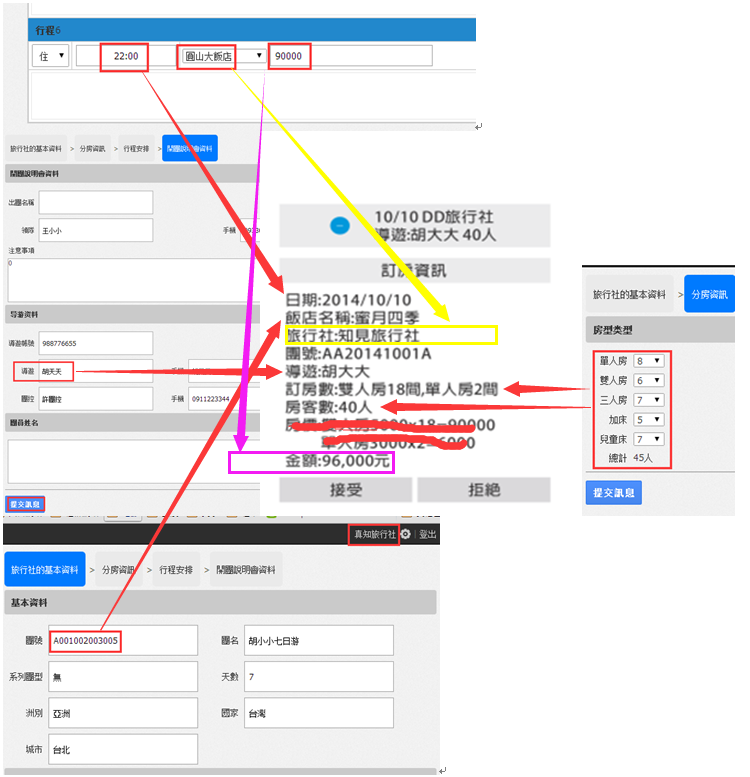 行程6
住 22:00 圓山大飯店 90000
旅行社的基本資料 > 分房資訊 > 行程安排 > 開團說明會資料
開團說明會資料
出團名稱
領隊 王小小 手機
注意事項
0
導遊資料
導遊帳號 988776655
導遊 胡天天 手機
團控 許團控 手機 0911223344
團員姓名
提交訊息
10/10 DD旅行社
導遊:胡大大 40人
訂房資訊
日期:2014/10/10
飯店名稱:蜜月四季
旅行社:知見旅行社
團號:AA20141001A
導遊:胡大大
訂房數:雙人房18間,單人房2間
房客數:40人
房價:雙人房5000x18=90000
單人房3000x2=6000
金額:96,000元
接受 拒絕
旅行社的基本資料 > 分房資訊
房型类型
單人房 8
雙人房 6
三人房 7
加床 5
兒童床 7
總計 45人
提交訊息
真知旅行社 登出
旅行社的基本資料 > 分房資訊 > 行程安排 > 開團說明會資料
基本資料
團號 A001002003005 團名 胡小小七日游
系列團型 無 天數 7
洲別 亞洲 國家 台灣
城市 台北